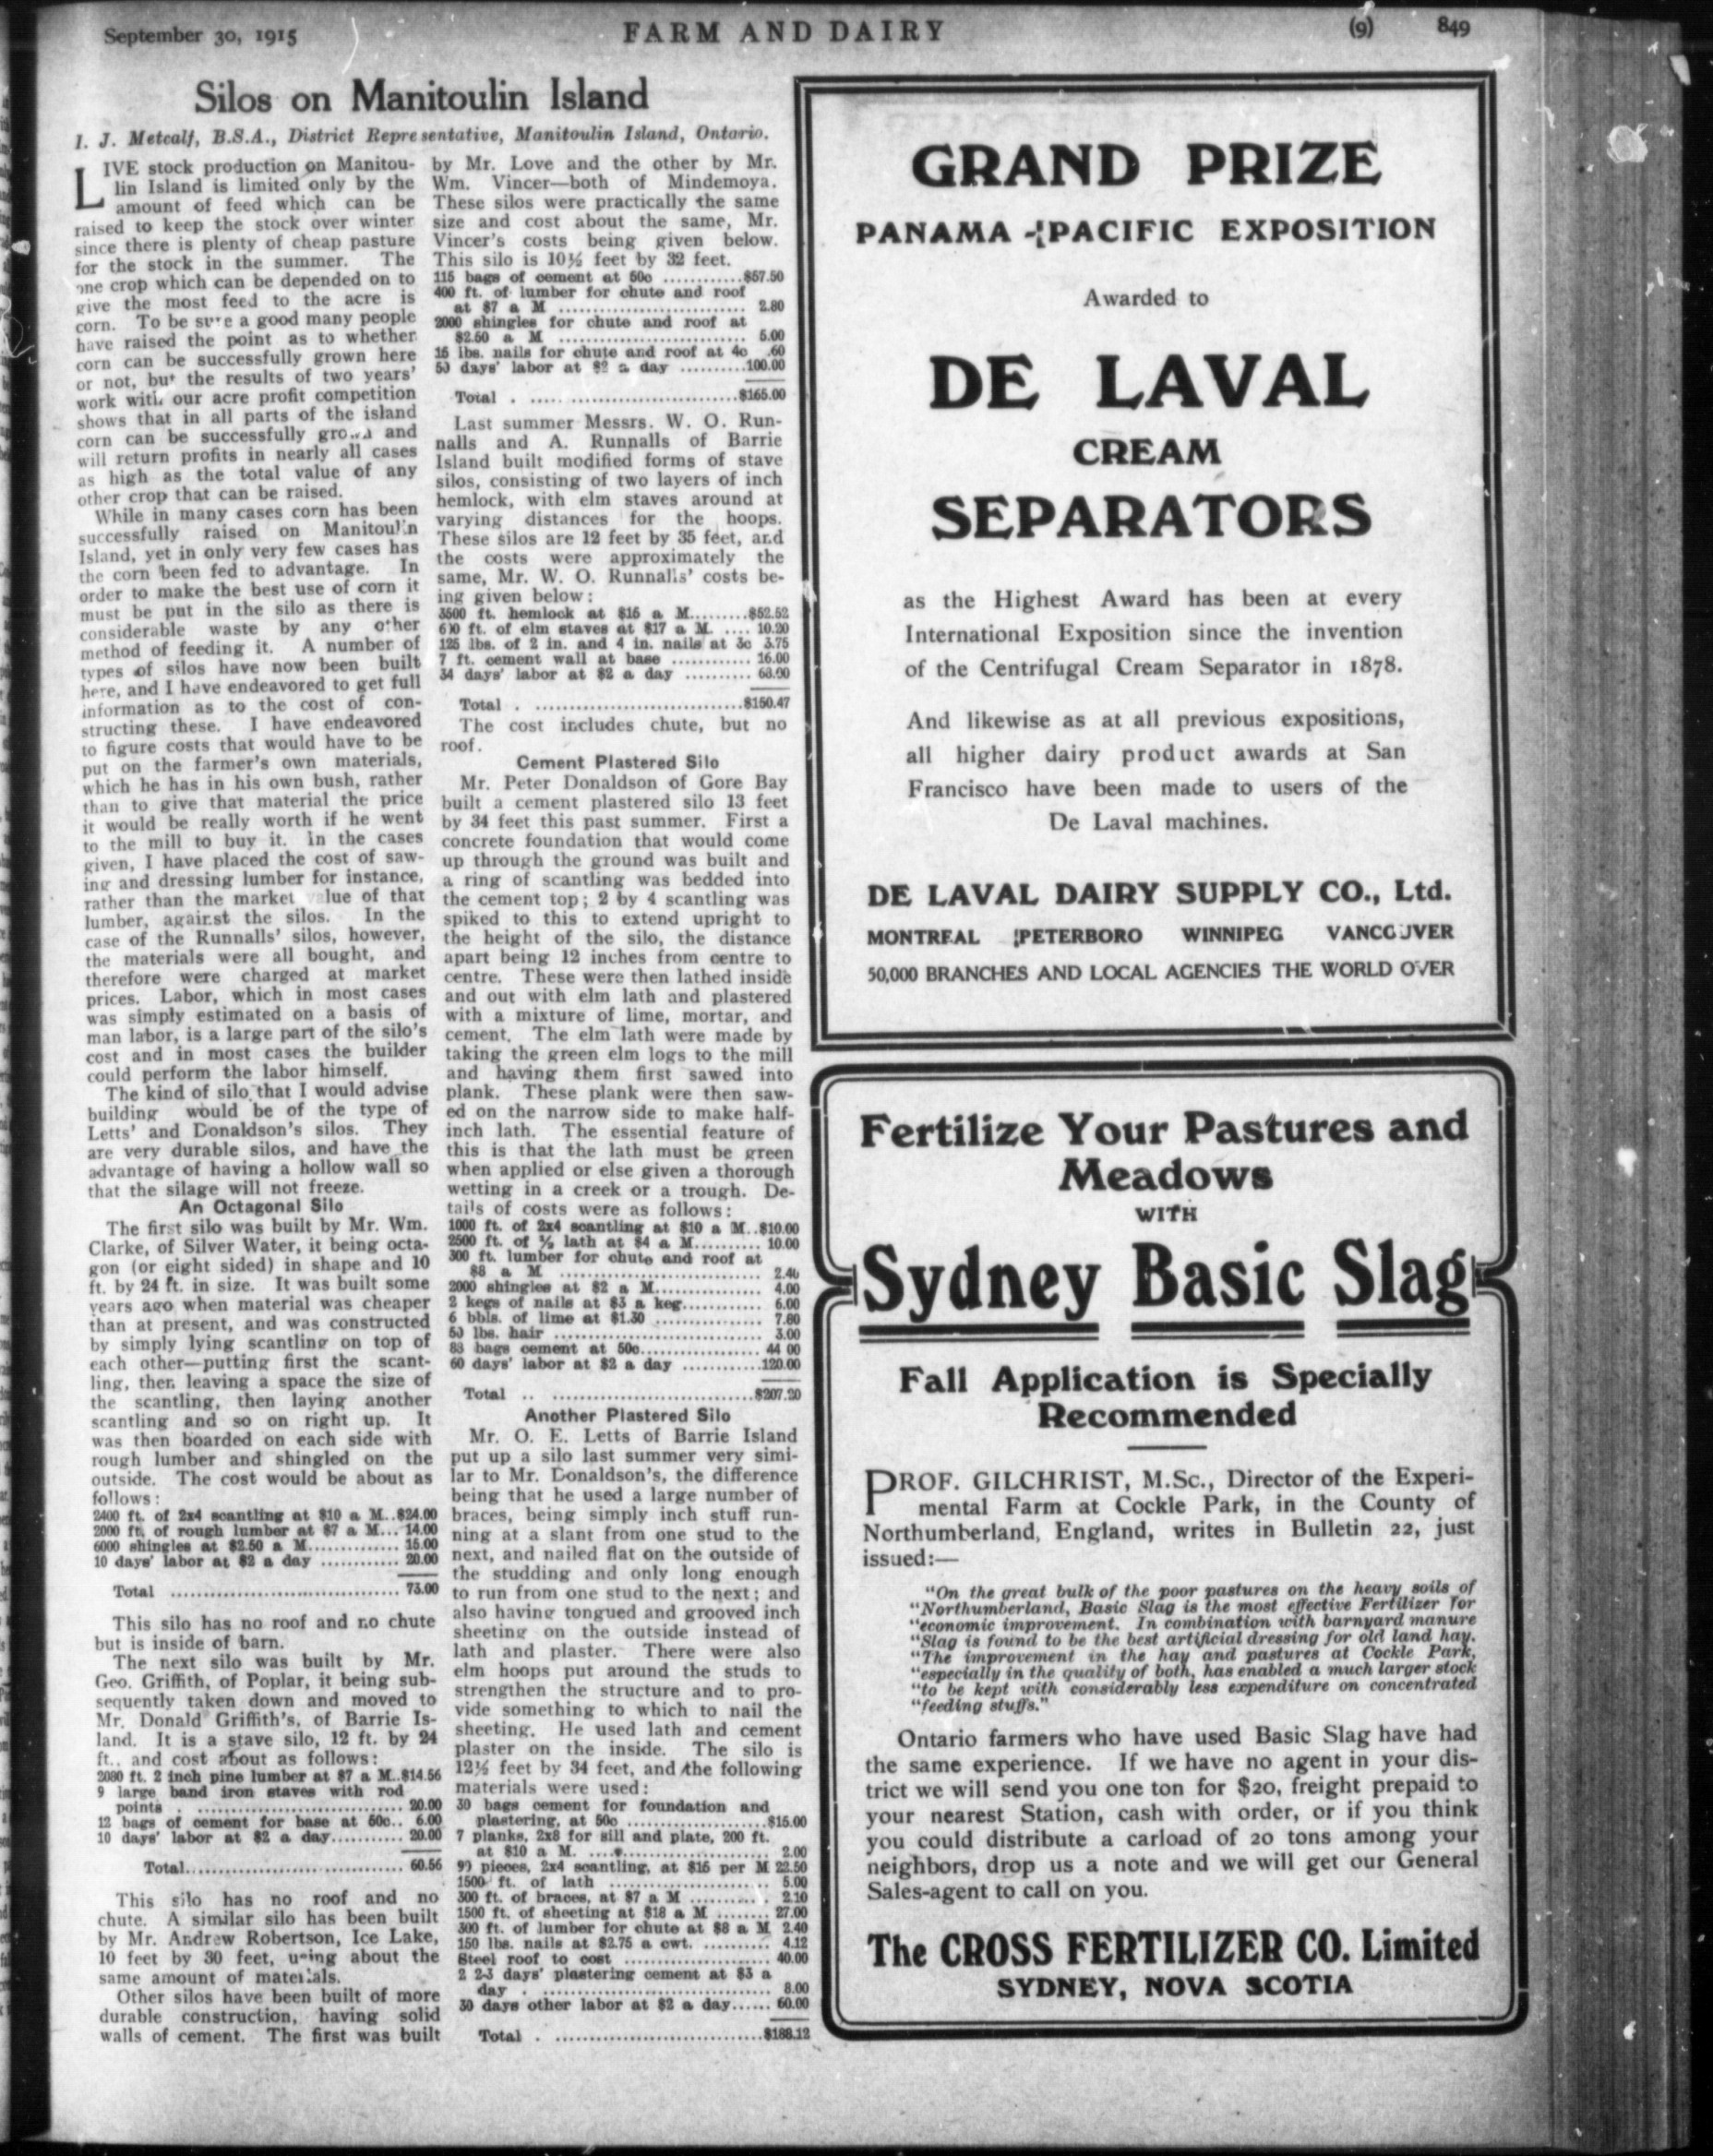 September 30, 1915
FARM AND DAIRY
(9)
849
Silos on Manitoulin Island
I. J. Metcalf, B.S.A., District Representative, Manitoulin Island, Ontario.
LIVE stock production on Manitou-
lin Island is limited only by the
amount of feed which can be
raised to keep the stock over winter
since there is plenty of cheap pasture
for the stock in the summer. The
one crop which can be depended on to
give the most feed to the acre is
corn. To be sure a good many people
have raised the point as to whether
corn can be successfully grown here
or not, but the results of two years'
work with our acre profit competition
shows that in all parts of the island
corn can be successfully grown and
will return profits in nearly all cases
as high as the total value of any
other crop that can be raised.
While in many cases corn has been
successfully raised on Manitoulin
Island, yet in only very few cases has
the corn been fed to advantage. In
order to make the best use of corn it
must be put in the silo as there is
considerable waste by any other
method of feeding it. A number of
types of silos have now been built
here, and I have endeavored to get full
information as to the cost of con-
structing these. I have endeavored
to figure costs that would have to be
put on the farmer's own materials,
which he has in his own bush, rather
than to give that material the price
it would be really worth if he went
to the mill to buy it. In the cases
given, I have placed the cost of saw-
ing and dressing lumber for instance,
rather than the market value of that
lumber, against the silos. In the
case of the Runnalls' silos, however,
the materials were all bought, and
therefore were charged at market
prices. Labor, which in most cases
was simply estimated on a basis of
man labor, is a large part of the silo's
cost and in most cases the builder
could perform the labor himself.
The kind of silo that I would advise
building would be of the type of
Letts' and Donaldson's silos. They
are very durable silos, and have the
advantage of having a hollow wall so
that the silage will not freeze.
An Octagonal Silo
The first silo was built by Mr. Wm.
Clarke, of Silver Water, it being octa-
gon (or eight sided) in shape and 10
ft. by 24 ft. in size. It was built some
years ago when material was cheaper
than at present, and was constructed
by simply lying scantling on top of
each other—putting first the scant-
ling, then leaving a space the size of
the scantling, then laying another
scantling and so on right up. It
was then boarded on each side with
rough lumber and shingled on the
outside. The cost would be about as
follows:
2400 ft. of 2x4 scantling at $10 a M..$24.00
2000 ft. of rough lumber at $7 a M... 14.00
6000 shingles at $2.50 a M............. 15.00
10 days' labor at $2 a day ............ 20.00
Total ................................. 73.00
This silo has no roof and no chute
but is inside of barn.
The next silo was built by Mr.
Geo. Griffith, of Poplar, it being sub-
sequently taken down and moved to
Mr. Donald Griffith's, of Barrie Is-
land. It is a stave silo, 12 ft. by 24
ft., and cost about as follows:
2080 ft. 2 inch pine lumber at $7 a M..$14.56
9 large band iron staves with rod
points . ............................. 20.00
12 bags of cement for base at 50c.. 6.00
10 days' labor at $2 a day........... 20.00
Total............................... 60.56
This silo has no roof and no
chute. A similar silo has been built
by Mr. Andrew Robertson, Ice Lake,
10 feet by 30 feet, using about the
same amount of materials.
Other silos have been built of more
durable construction, having solid
walls of cement. The first was built
by Mr. Love and the other by Mr.
Wm. Vincer—both of Mindemoya.
These silos were practically the same
size and cost about the same, Mr.
Vincer's costs being given below.
This silo is 10½ feet by 32 feet.
115 bags of cement at 50c ...........$57.50
400 ft. of lumber for chute and roof
at $7 a M .......................... 2.80
2000 shingles for chute and roof at
$2.50 a M .......................... 5.00
15 lbs. nails for chute and roof at 4c .60
50 days' labor at $2 a day ..........100.00
Total . ..... ...........................$165.00
Last summer Messrs. W. O. Run-
nalls and A. Runnalls of Barrie
Island built modified forms of stave
silos, consisting of two layers of inch
hemlock, with elm staves around at
varying distances for the hoops.
These silos are 12 feet by 35 feet, and
the costs were approximately the
same, Mr. W. O. Runnalls' costs be-
ing given below:
3500 ft. hemlock at $15 a M........$52.52
600 ft. of elm staves at $17 a M. .... 10.20
125 lbs. of 2 in. and 4 in. nails at 3c 3.75
7 ft. cement wall at base ............ 16.00
34 days' labor at $2 a day .......... 68.00
Total . .............................$150.47
The cost includes chute, but no
roof.
Cement Plastered Silo
Mr. Peter Donaldson of Gore Bay
built a cement plastered silo 13 feet
by 34 feet this past summer. First a
concrete foundation that would come
up through the ground was built and
a ring of scantling was bedded into
the cement top; 2 by 4 scantling was
spiked to this to extend upright to
the height of the silo, the distance
apart being 12 inches from centre to
centre. These were then lathed inside
and out with elm lath and plastered
with a mixture of lime, mortar, and
cement. The elm lath were made by
taking the green elm logs to the mill
and having them first sawed into
plank. These plank were then saw-
ed on the narrow side to make half-
inch lath. The essential feature of
this is that the lath must be green
when applied or else given a thorough
wetting in a creek or a trough. De-
tails of costs were as follows:
1000 ft. of 2x4 scantling at $10 a M..$10.00
2500 ft. of ½ lath at $4 a M.......... 10.00
300 ft. lumber for chute and roof at
$8 a M ............................. 2.40
2000 shingles at $2 a M............... 4.00
2 kegs of nails at $3 a keg............ 6.00
6 bbls. of lime at $1.30 ............... 7.80
50 lbs. hair .............................. 3.00
88 bags cement at 50c................. 44 00
60 days' labor at $2 a day ...........120.00
Total .. .............................$207.20
Another Plastered Silo
Mr. O. E. Letts of Barrie Island
put up a silo last summer very simi-
lar to Mr. Donaldson's, the difference
being that he used a large number of
braces, being simply inch stuff run-
ning at a slant from one stud to the
next, and nailed flat on the outside of
the studding and only long enough
to run from one stud to the next; and
also having tongued and grooved inch
sheeting on the outside instead of
lath and plaster. There were also
elm hoops put around the studs to
strengthen the structure and to pro-
vide something to which to nail the
sheeting. He used lath and cement
plaster on the inside. The silo is
12½ feet by 34 feet, and the following
materials were used:
30 bags cement for foundation and
plastering, at 50c ....................$15.00
7 planks, 2x8 for sill and plate, 200 ft.
at $10 a M. ......................... 2.00
90 pieces, 2x4 scantling, at $15 per M 22.50
1500 ft. of lath ....................... 5.00
300 ft. of braces, at $7 a M ........... 2.10
1500 ft. of sheeting at $18 a M ........ 27.00
300 ft. of lumber for chute at $8 a M 2.40
150 lbs. nails at $2.75 a cwt. .......... 4.12
Steel roof to cost ..................... 40.00
2 2-3 days' plastering cement at $3 a
day . ................................... 8.00
30 days other labor at $2 a day...... 60.00
Total . .............................$188.12
GRAND PRIZE
PANAMA-PACIFIC EXPOSITION
Awarded to
DE LAVAL
CREAM
SEPARATORS
as the Highest Award has been at every
International Exposition since the invention
of the Centrifugal Cream Separator in 1878.
And likewise as at all previous expositions,
all higher dairy product awards at San
Francisco have been made to users of the
De Laval machines.
DE LAVAL DAIRY SUPPLY CO., Ltd.
MONTREAL PETERBORO WINNIPEG VANCOUVER
50,000 BRANCHES AND LOCAL AGENCIES THE WORLD OVER
Fertilize Your Pastures and
Meadows
WITH
Sydney Basic Slag
Fall Application is Specially
Recommended
PROF. GILCHRIST, M.Sc., Director of the Experi-
mental Farm at Cockle Park, in the County of
Northumberland, England, writes in Bulletin 22, just
issued:—
"On the great bulk of the poor pastures on the heavy soils of
"Northumberland, Basic Slag is the most effective Fertilizer for
"economic improvement. In combination with barnyard manure
"Slag is found to be the best artificial dressing for old land hay.
"The improvement in the hay and pastures at Cockle Park,
"especially in the quality of both, has enabled a much larger stock
"to be kept with considerably less expenditure on concentrated
"feeding stuffs."
Ontario farmers who have used Basic Slag have had
the same experience. If we have no agent in your dis-
trict we will send you one ton for $20, freight prepaid to
your nearest Station, cash with order, or if you think
you could distribute a carload of 20 tons among your
neighbors, drop us a note and we will get our General
Sales-agent to call on you.
The CROSS FERTILIZER CO. Limited
SYDNEY, NOVA SCOTIA